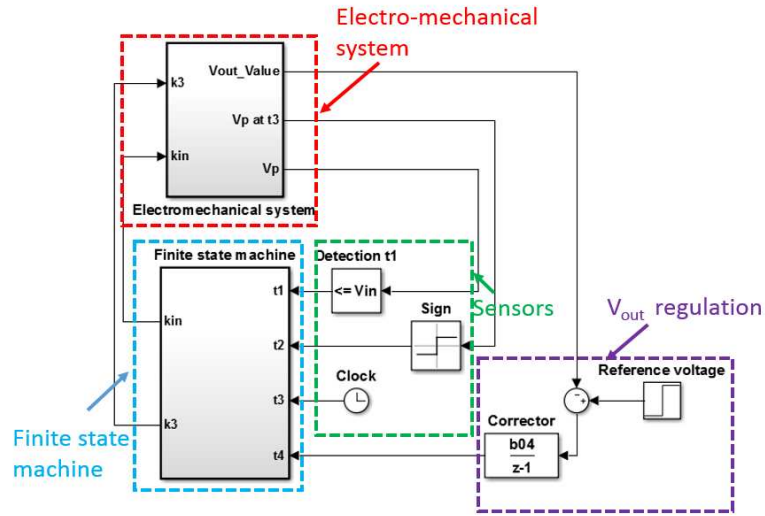 Electro-mechanical
system
Vout_Value
k3
Vp at t3
kin
Vp
Electromechanical system
Finite state machine
Detection t1
t1
<= Vin
Sign
Sensors
Vout regulation
kin
t2
Clock
Reference voltage
t3
- +
k3
Corrector
Finite state
machine
t4
b04
z-1